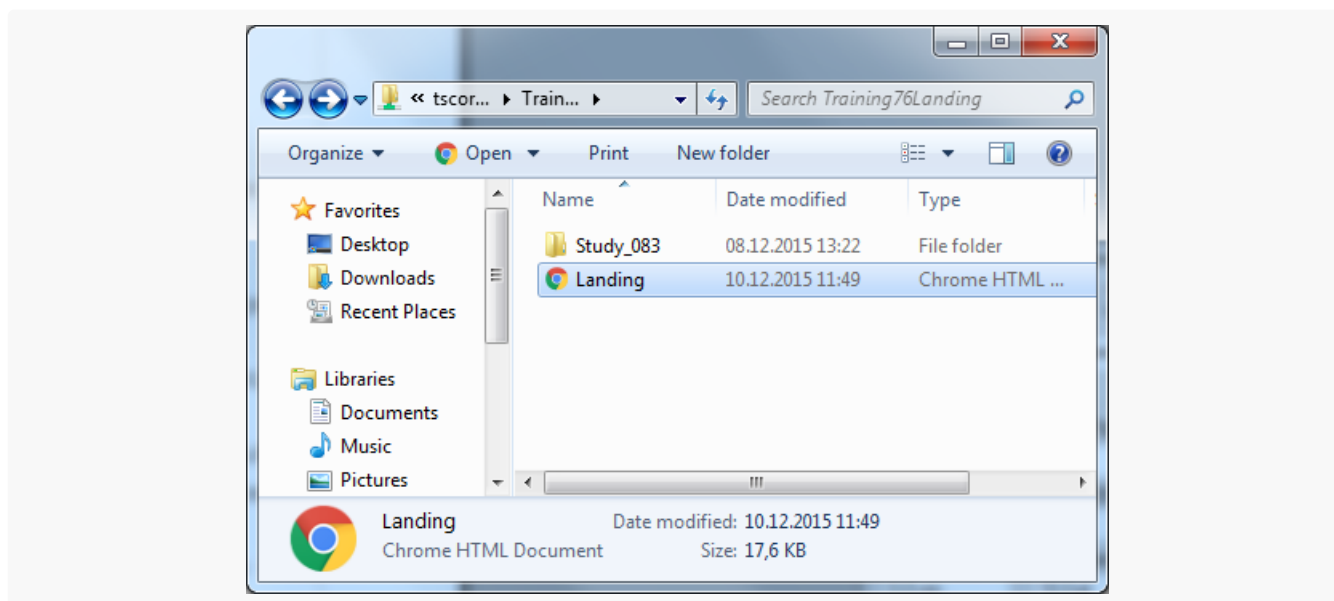 « tscor... Train...
Search Training76Landing
Organize Open Print New folder
Name Date modified Type
Favorites
Desktop
Downloads
Recent Places
Libraries
Documents
Music
Pictures
Study_083 08.12.2015 13:22 File folder
Landing 10.12.2015 11:49 Chrome HTML ...
Landing Date modified: 10.12.2015 11:49
Chrome HTML Document Size: 17,6 KB